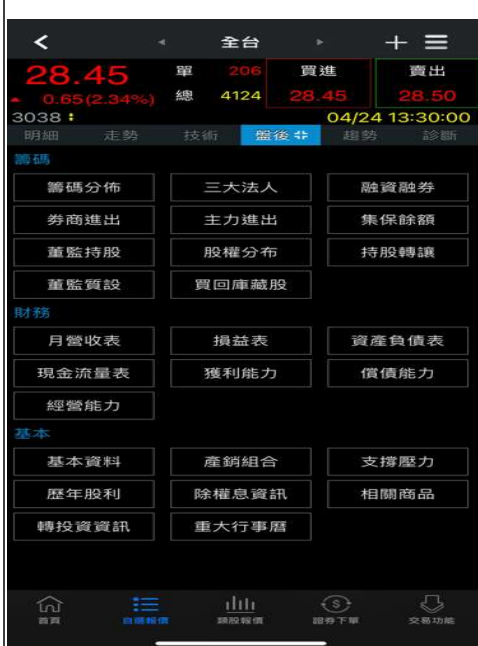 全台
28.45 單 206 買進 賣出
0.65(2.34%) 總 4124 28.45 28.50
3038 04/24 13:30:00
明細 走勢 技術 盤後 趨勢 診斷
籌碼
籌碼分佈 三大法人 融資融券
券商進出 主力進出 集保餘額
董監持股 股權分布 持股轉讓
董監質設 買回庫藏股
財務
月營收表 損益表 資產負債表
現金流量表 獲利能力 償債能力
經營能力
基本
基本資料 產銷組合 支撐壓力
歷年股利 除權息資訊 相關商品
轉投資資訊 重大行事曆
首頁 自選報價 類股報價 證券下單 交易功能